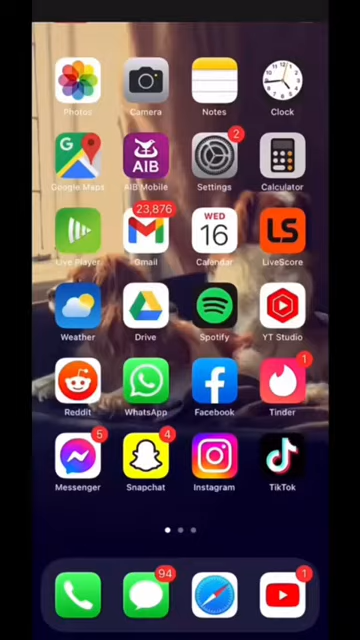 Photos Camera Notes Clock
2
AIB
Google Maps AIB Mobile Settings Calculator
23,876
WED
16
LS
Live Player Gmail Calendar LiveScore
Weather Drive Spotify YT Studio
1
Reddit WhatsApp Facebook Tinder
5 4
Messenger Snapchat Instagram TikTok
94 1